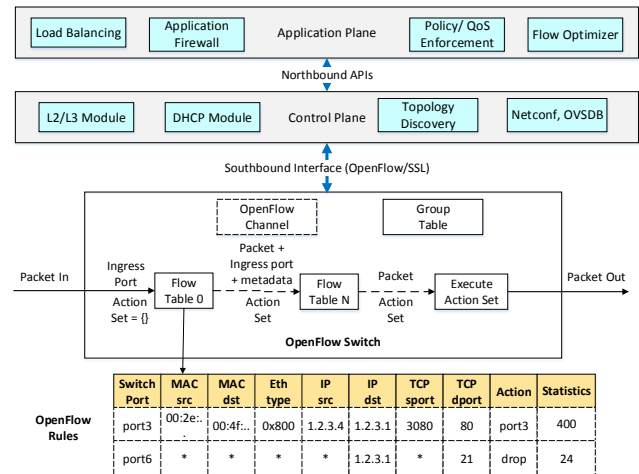 Load Balancing
Application
Firewall
Application Plane
Policy/ QoS
Enforcement
Flow Optimizer
Northbound APIs
L2/L3 Module
DHCP Module
Control Plane
Topology
Discovery
Netconf, OVSDB
Southbound Interface (OpenFlow/SSL)
OpenFlow
Channel
Group
Table
Packet In
Ingress
Port
Action
Set = {}
Flow
Table 0
Packet +
Ingress port
+ metadata
Action
Set
Flow
Table N
Packet
Action
Set
Execute
Action Set
Packet Out
OpenFlow Switch
OpenFlow
Rules
Switch Port MAC src MAC dst Eth type IP src IP dst TCP sport TCP dport Action Statistics
port3 00:2e:.. 00:4f:.. 0x800 1.2.3.4 1.2.3.1 3080 80 port3 400
port6 * * * * 1.2.3.1 * 21 drop 24